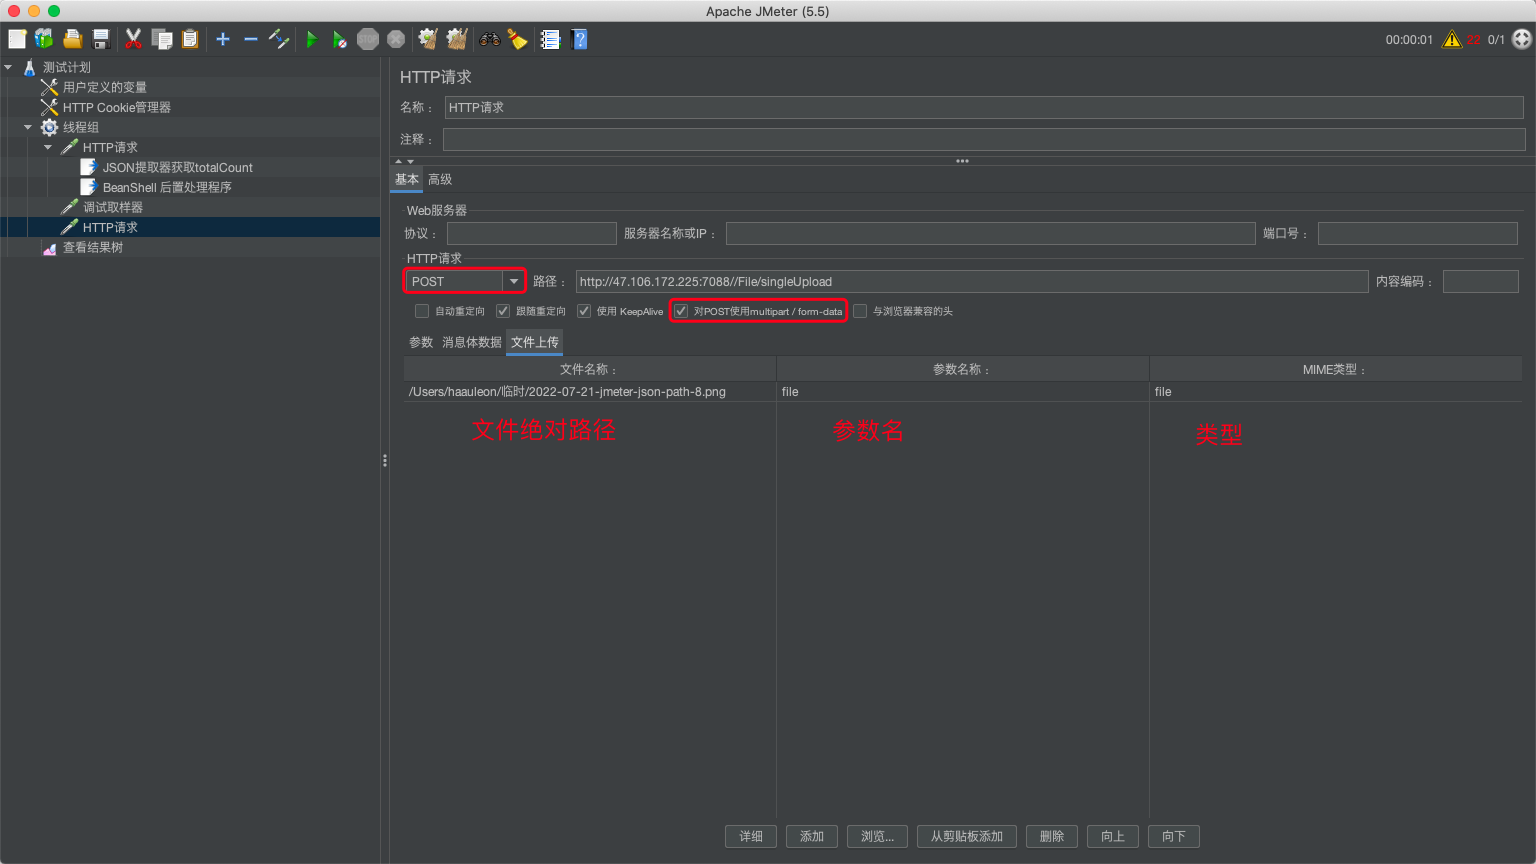 Apache JMeter (5.5)
STOP
00:00:01 22 0/1
测试计划
用户定义的变量
HTTP Cookie管理器
线程组
HTTP请求
JSON提取器获取totalCount
BeanShell 后置处理程序
调试取样器
HTTP请求
查看结果树
HTTP请求
名称： HTTP请求
注释：
基本 高级
Web服务器
协议： 服务器名称或IP： 端口号：
HTTP请求
POST 路径： http://47.106.172.225:7088//File/singleUpload 内容编码：
自动重定向 跟随重定向 使用 KeepAlive 对POST使用multipart / form-data 与浏览器兼容的头
参数 消息体数据 文件上传
文件名称： 参数名称： MIME类型：
/Users/haauleon/临时/2022-07-21-jmeter-json-path-8.png file file
文件绝对路径 参数名 类型
详细 添加 浏览... 从剪贴板添加 删除 向上 向下